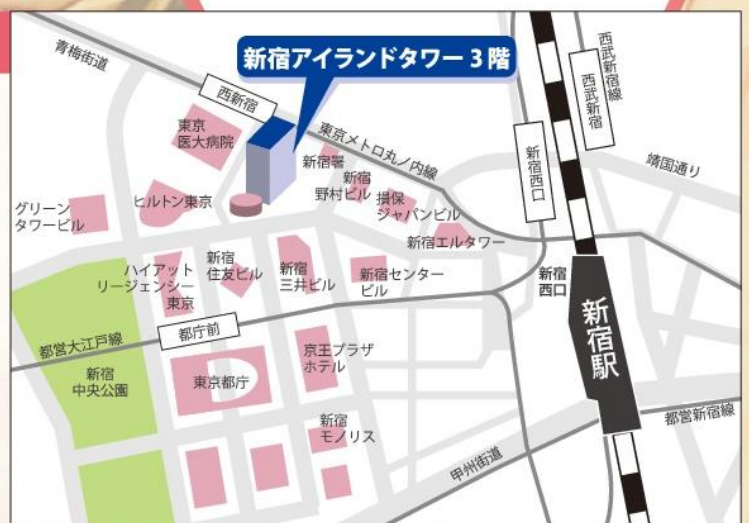 新宿アイランドタワー3階
青梅街道
西新宿
東京
医大病院
東京メトロ丸ノ内線
新宿署
新宿
野村ビル
損保
ジャパンビル
新宿エルタワー
新宿西口
西武新宿
西武新宿線
靖国通り
グリーン
タワービル
ヒルトン東京
ハイアット
リージェンシー
東京
新宿
住友ビル
新宿
三井ビル
新宿センター
ビル
新宿
西口
新宿駅
都営大江戸線
都庁前
新宿
中央公園
東京都庁
京王プラザ
ホテル
新宿
モノリス
甲州街道
都営新宿線